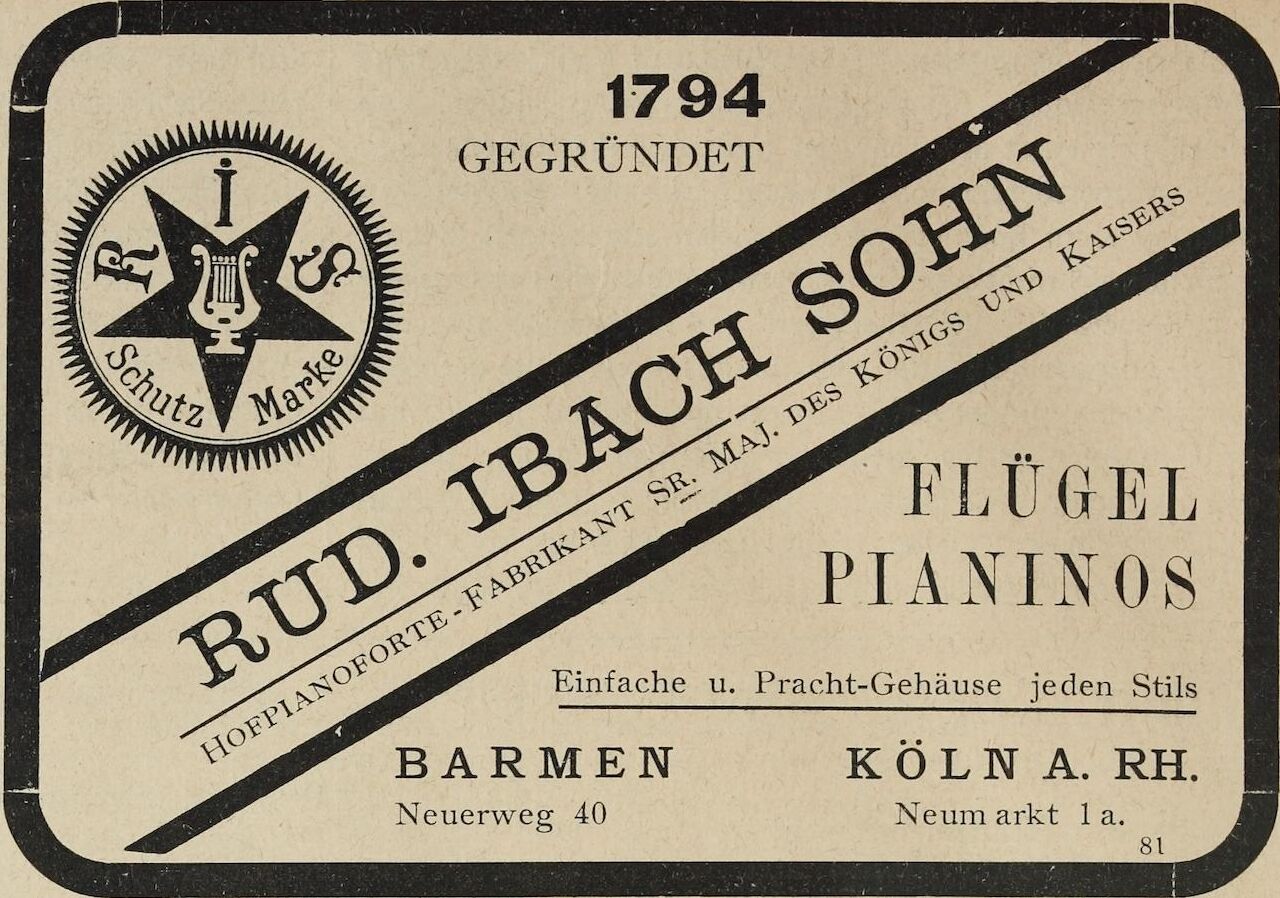 1794
GEGRÜNDET
R I S
Schutz Marke
RUD. IBACH SOHN
HOFPIANOFORTE-FABRIKANT SR. MAJ. DES KÖNIGS UND KAISERS
FLÜGEL
PIANINOS
Einfache u. Pracht-Gehäuse jeden Stils
BARMEN
Neuerweg 40
KÖLN A. RH.
Neumarkt 1a.
81